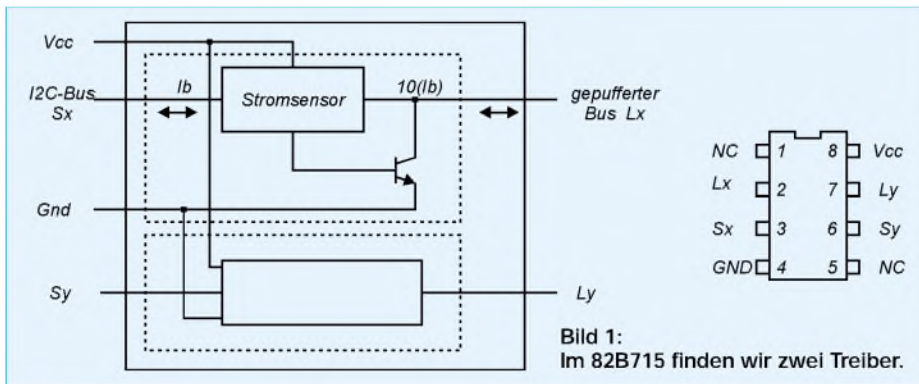 Vcc
I2C-Bus
Sx
Ib
Stromsensor
10(Ib)
gepufferter
Bus Lx
Gnd
Sy
Ly
NC 1 8 Vcc
Lx 2 7 Ly
Sx 3 6 Sy
GND 4 5 NC
Bild 1:
Im 82B715 finden wir zwei Treiber.